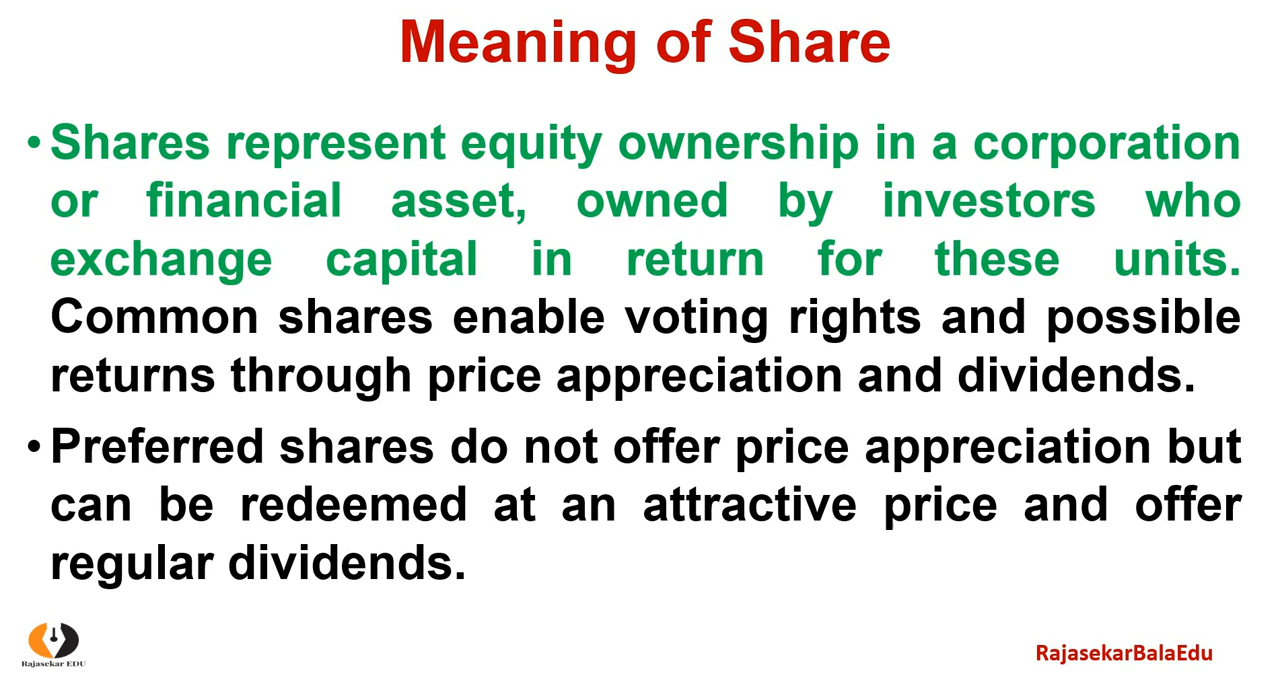 Meaning of Share
• Shares represent equity ownership in a corporation
or financial asset, owned by investors who
exchange capital in return for these units.
Common shares enable voting rights and possible
returns through price appreciation and dividends.
• Preferred shares do not offer price appreciation but
can be redeemed at an attractive price and offer
regular dividends.
Rajasekar EDU
RajasekarBalaEdu